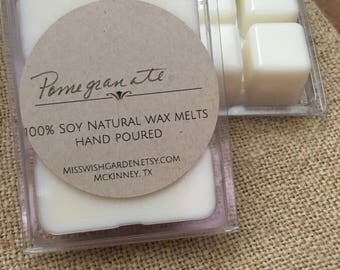 Pomegranate
100% Soy Natural Wax Melts
Hand Poured
misswishgarden.etsy.com
McKinney, TX